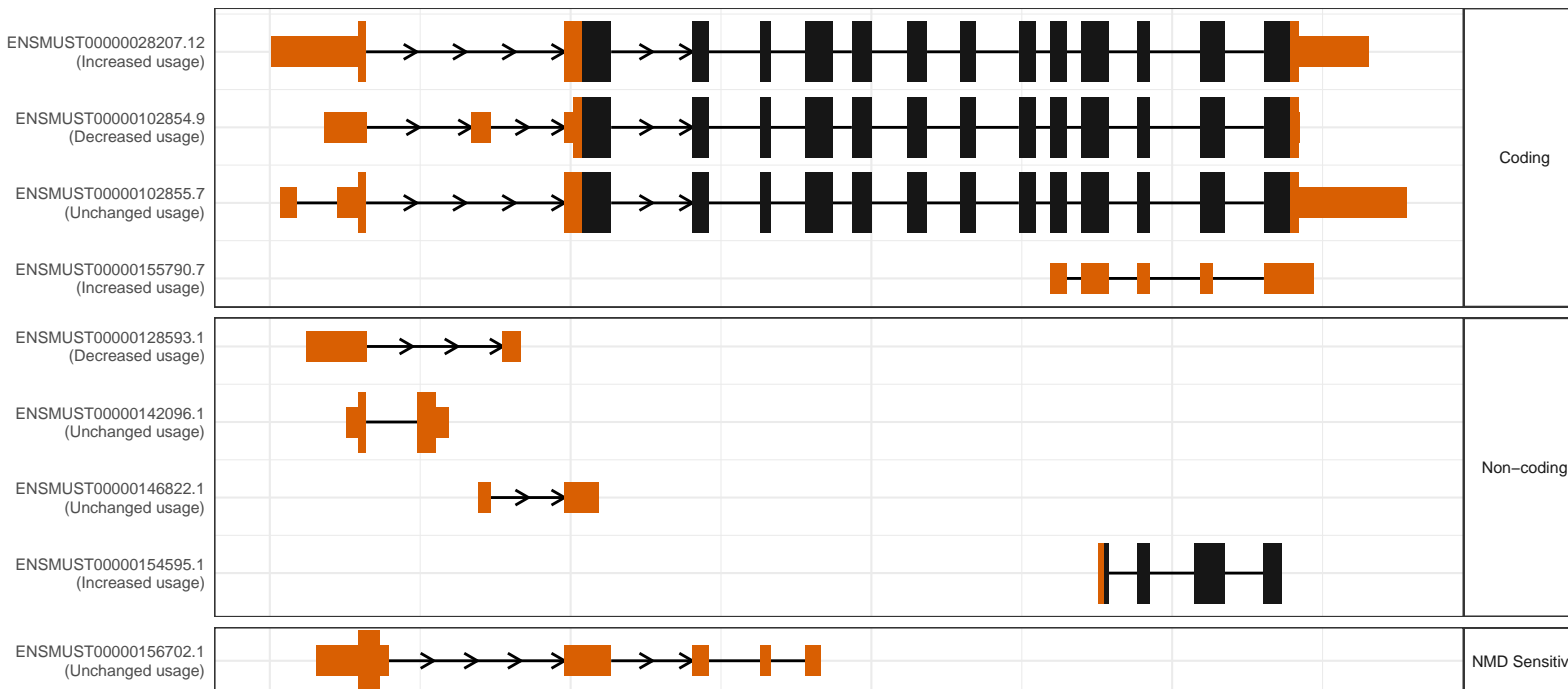 ENSMUST00000028207.12
(Increased usage)
ENSMUST00000102854.9
(Decreased usage)
ENSMUST00000102855.7
(Unchanged usage)
ENSMUST00000155790.7
(Increased usage)
Coding
ENSMUST00000128593.1
(Decreased usage)
ENSMUST00000142096.1
(Unchanged usage)
ENSMUST00000146822.1
(Unchanged usage)
ENSMUST00000154595.1
(Increased usage)
Non−coding
ENSMUST00000156702.1
(Unchanged usage)
NMD Sensitiv